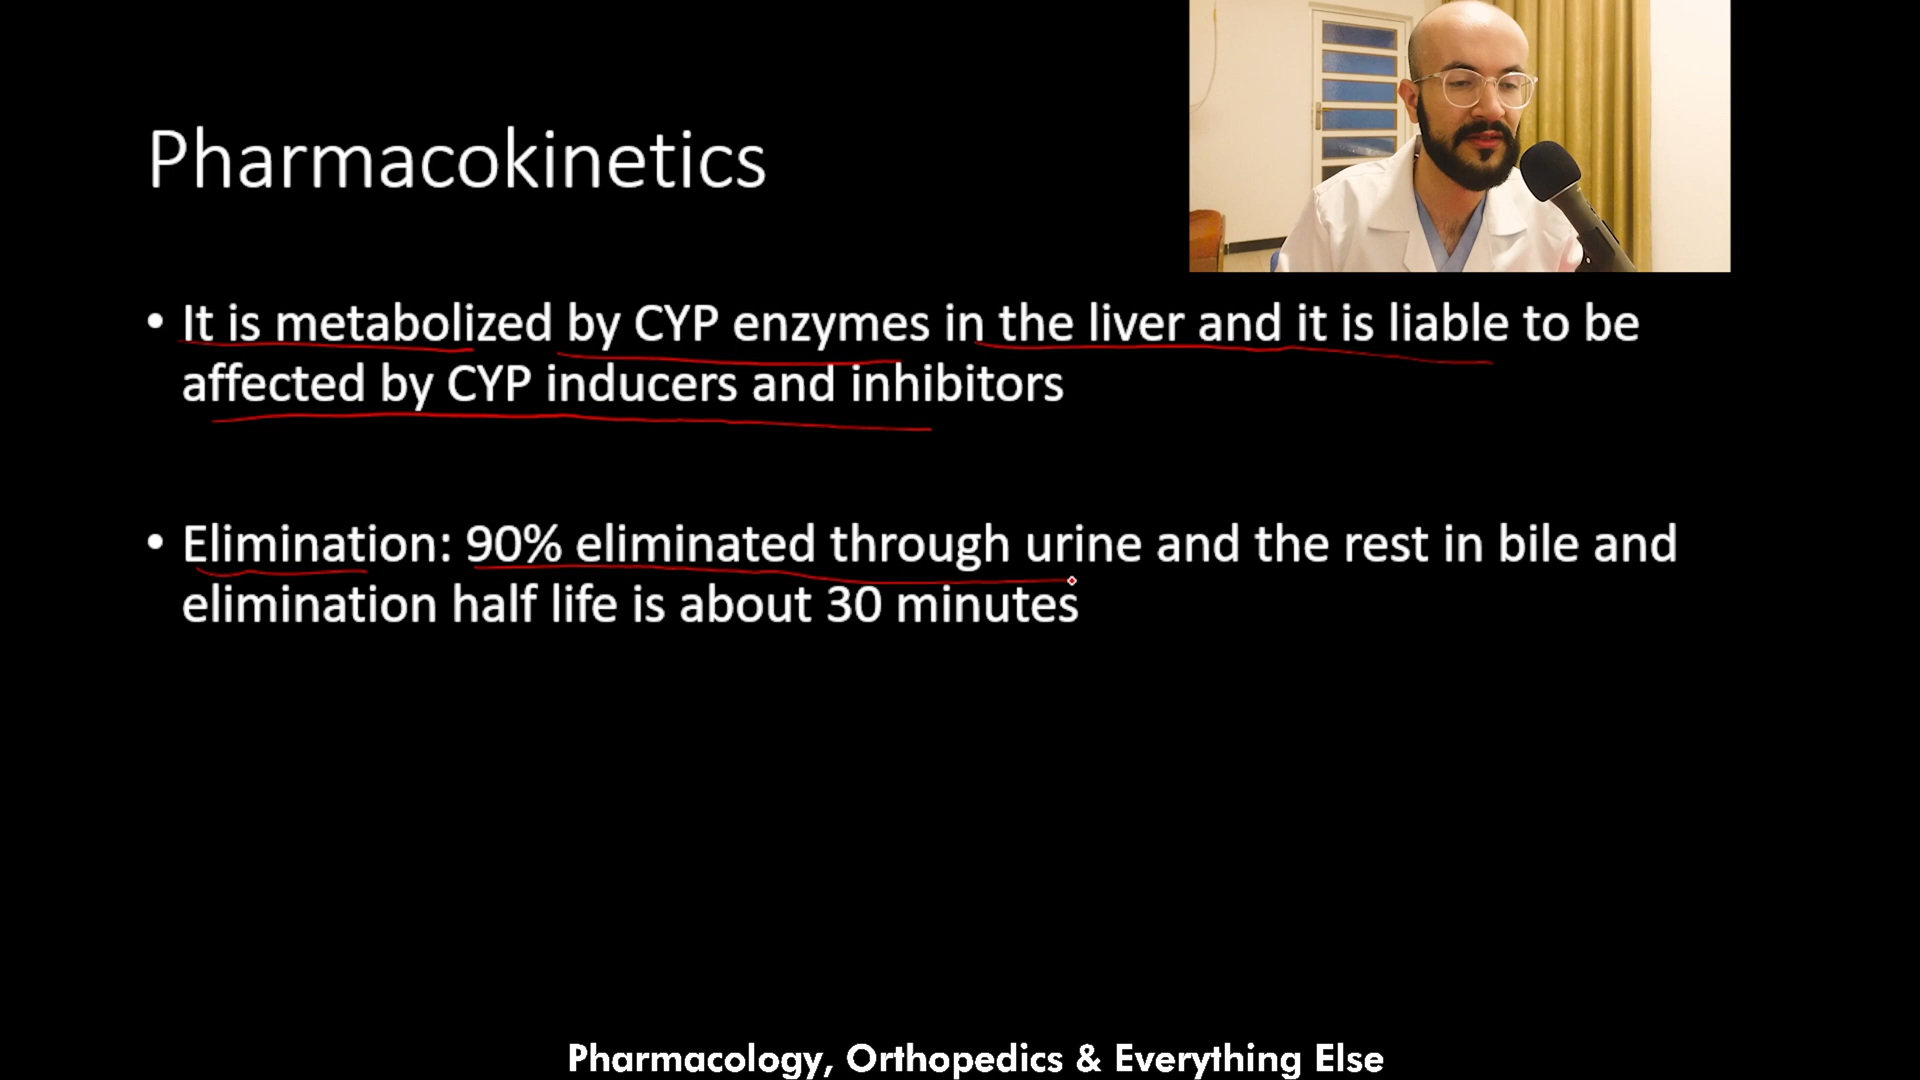 Pharmacokinetics
• It is metabolized by CYP enzymes in the liver and it is liable to be
affected by CYP inducers and inhibitors
• Elimination: 90% eliminated through urine and the rest in bile and
elimination half life is about 30 minutes
Pharmacology, Orthopedics & Everything Else